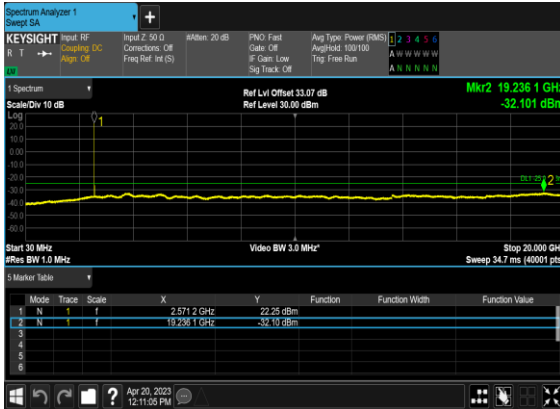 Spectrum Analyzer 1
Swept SA
+
KEYSIGHT Input: RF Input Z: 50 Ω #Atten: 20 dB PNO: Fast Avg Type: Power (RMS) 1 2 3 4 5 6
R T Coupling: DC Corrections: Off Gate: Off Avg|Hold: 100/100 A W W W W W
Align: Off Freq Ref: Int (S) IF Gain: Low Trig: Free Run
Sig Track: Off A N N N N N
LXI
1 Spectrum Ref Lvl Offset 33.07 dB Mkr2 19.236 1 GHz
Scale/Div 10 dB Ref Level 30.00 dBm -32.101 dBm
Log
1
20.0
10.0
0.00
-10.0
-20.0
2
-30.0
-40.0
-50.0
-60.0
Start 30 MHz Video BW 3.0 MHz* Stop 20.000 GHz
#Res BW 1.0 MHz Sweep 34.7 ms (40001 pts)
5 Marker Table
Mode Trace Scale X Y Function Function Width Function Value
1 N 1 f 2.571 2 GHz 22.25 dBm
2 N 1 f 19.236 1 GHz -32.10 dBm
3
4
5
6
? Apr 20, 2023
12:11:05 PM